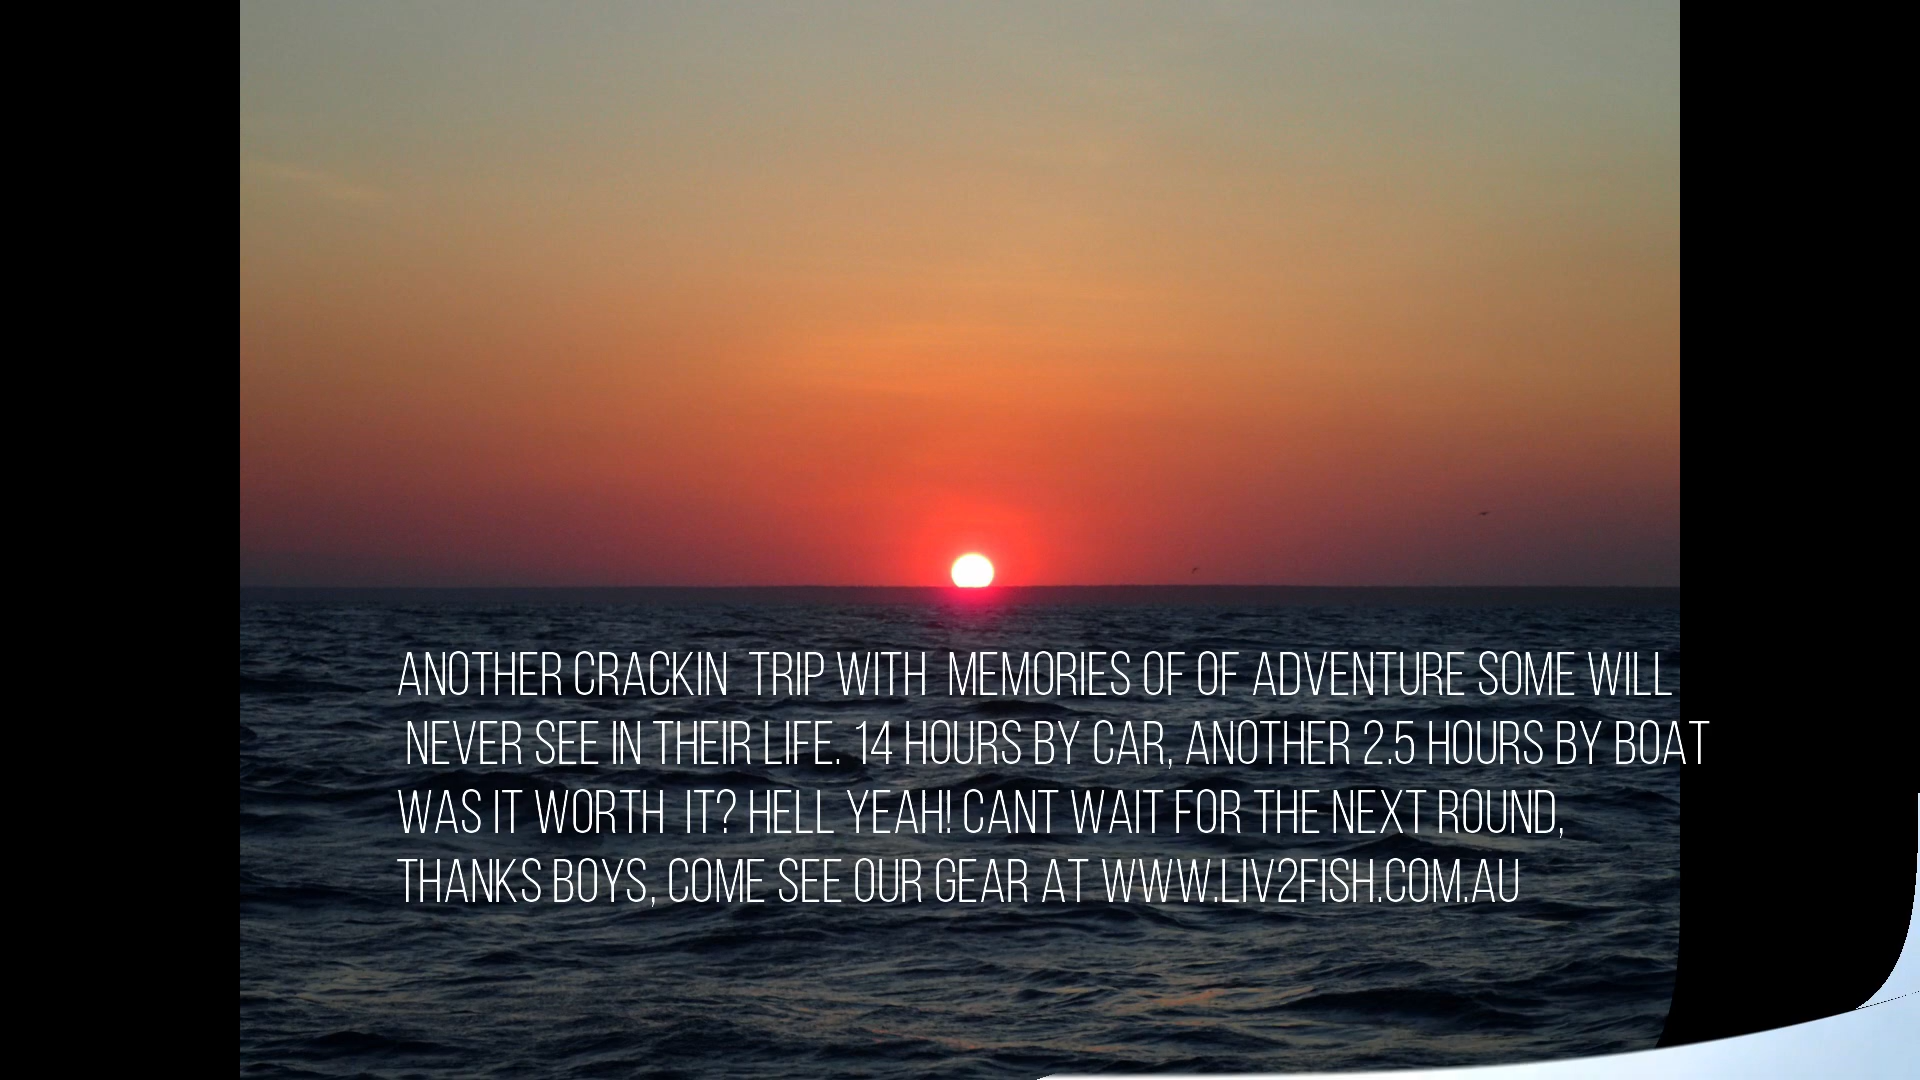 ANOTHER CRACKIN  TRIP WITH  MEMORIES OF OF ADVENTURE SOME WILL
NEVER SEE IN THEIR LIFE. 14 HOURS BY CAR, ANOTHER 2.5 HOURS BY BOAT
WAS IT WORTH  IT? HELL YEAH! CANT WAIT FOR THE NEXT ROUND,
THANKS BOYS, COME SEE OUR GEAR AT WWW.LIV2FISH.COM.AU